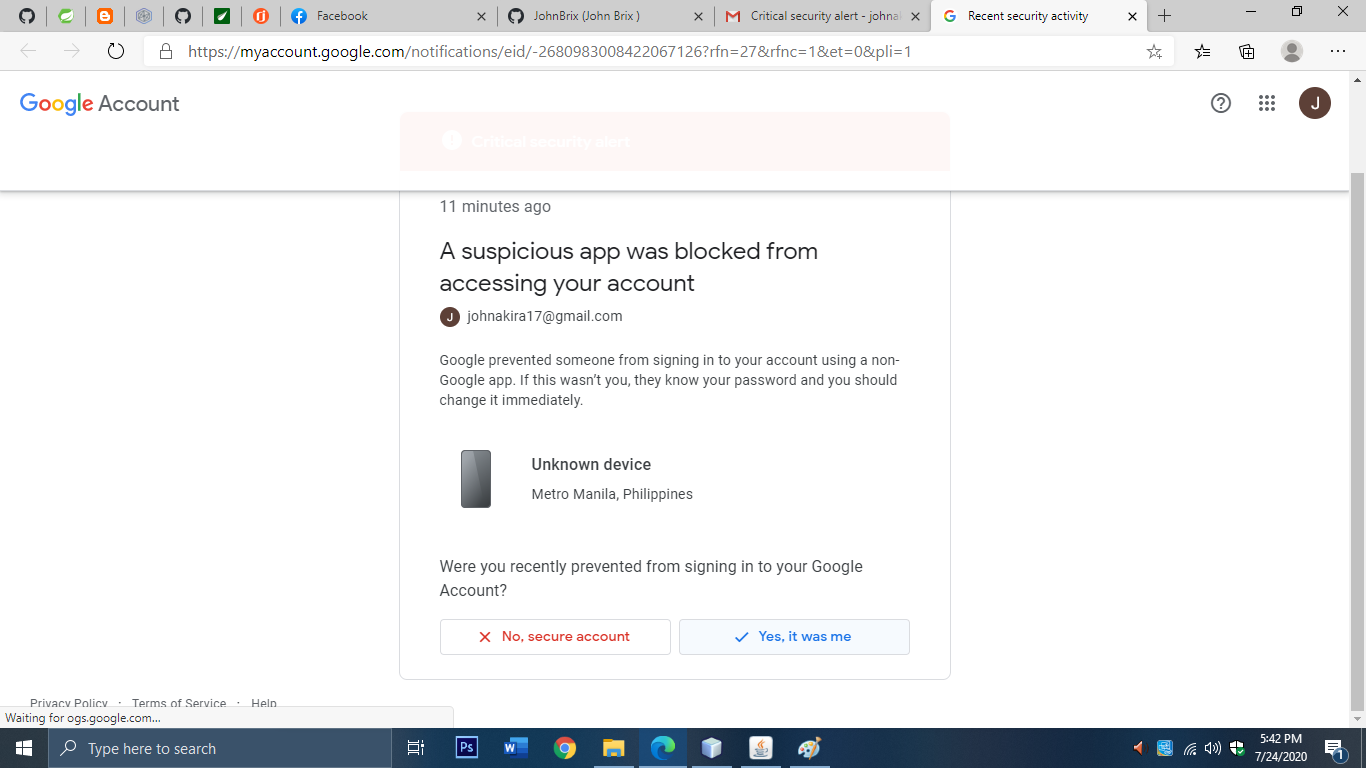 Facebook
JohnBrix (John Brix )
Critical security alert - johnak
Recent security activity
https://myaccount.google.com/notifications/eid/-2680983008422067126?rfn=27&rfnc=1&et=0&pli=1
Google Account
J
Critical security alert
11 minutes ago
A suspicious app was blocked from
accessing your account
J johnakira17@gmail.com
Google prevented someone from signing in to your account using a non-
Google app. If this wasn't you, they know your password and you should
change it immediately.
Unknown device
Metro Manila, Philippines
Were you recently prevented from signing in to your Google
Account?
No, secure account
Yes, it was me
Privacy Policy · Terms of Service · Help
Waiting for ogs.google.com...
Type here to search
Ps
5:42 PM
7/24/2020
1